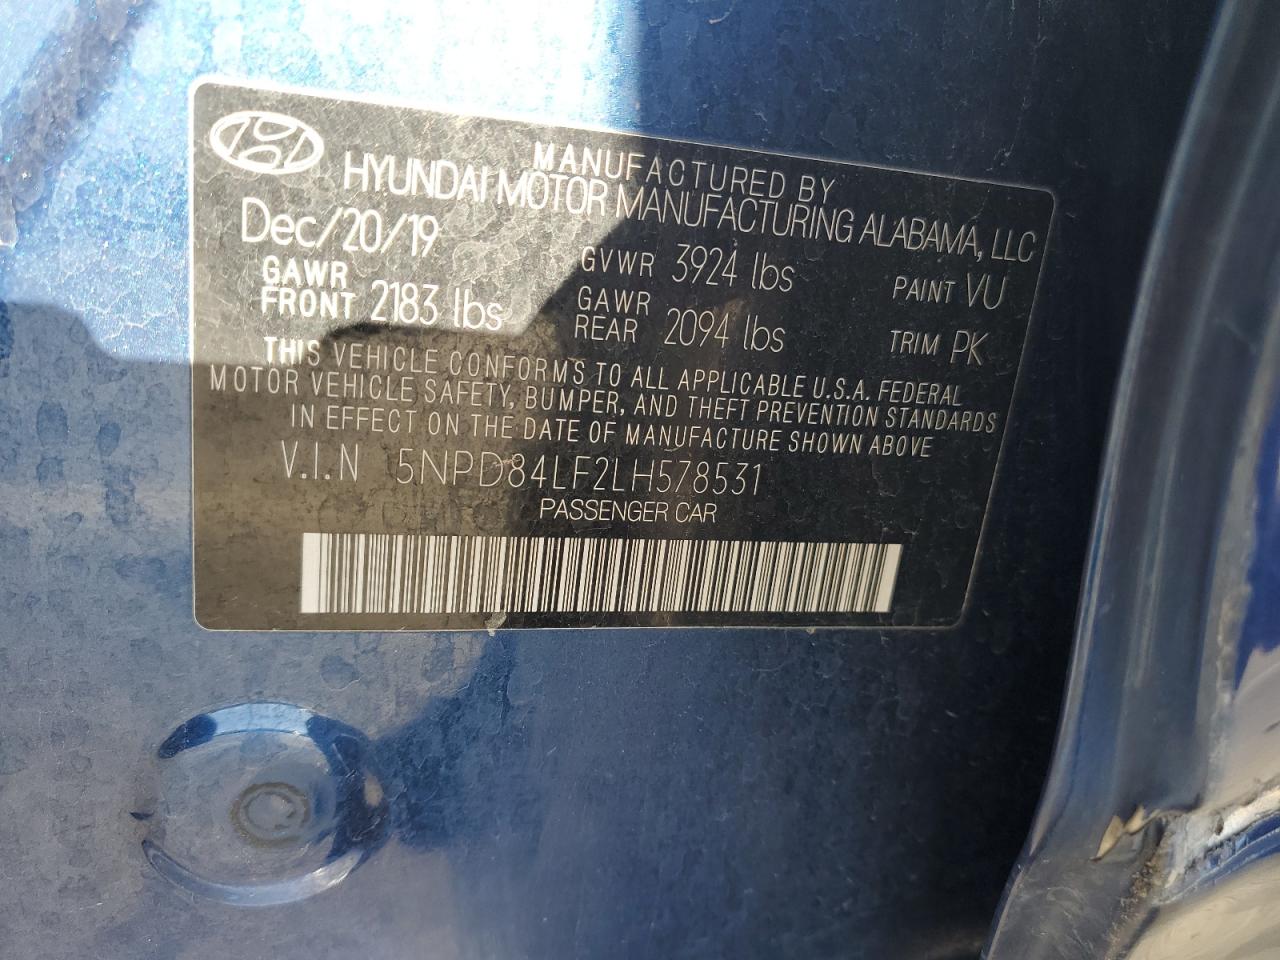 MANUFACTURED BY
HYUNDAI MOTOR MANUFACTURING ALABAMA, LLC
Dec/20/19 GVWR 3924 lbs PAINT VU
GAWR FRONT 2183 lbs GAWR REAR 2094 lbs TRIM PK
THIS VEHICLE CONFORMS TO ALL APPLICABLE U.S.A. FEDERAL
MOTOR VEHICLE SAFETY, BUMPER, AND THEFT PREVENTION STANDARDS
IN EFFECT ON THE DATE OF MANUFACTURE SHOWN ABOVE
V.I.N 5NPD84LF2LH578531
PASSENGER CAR